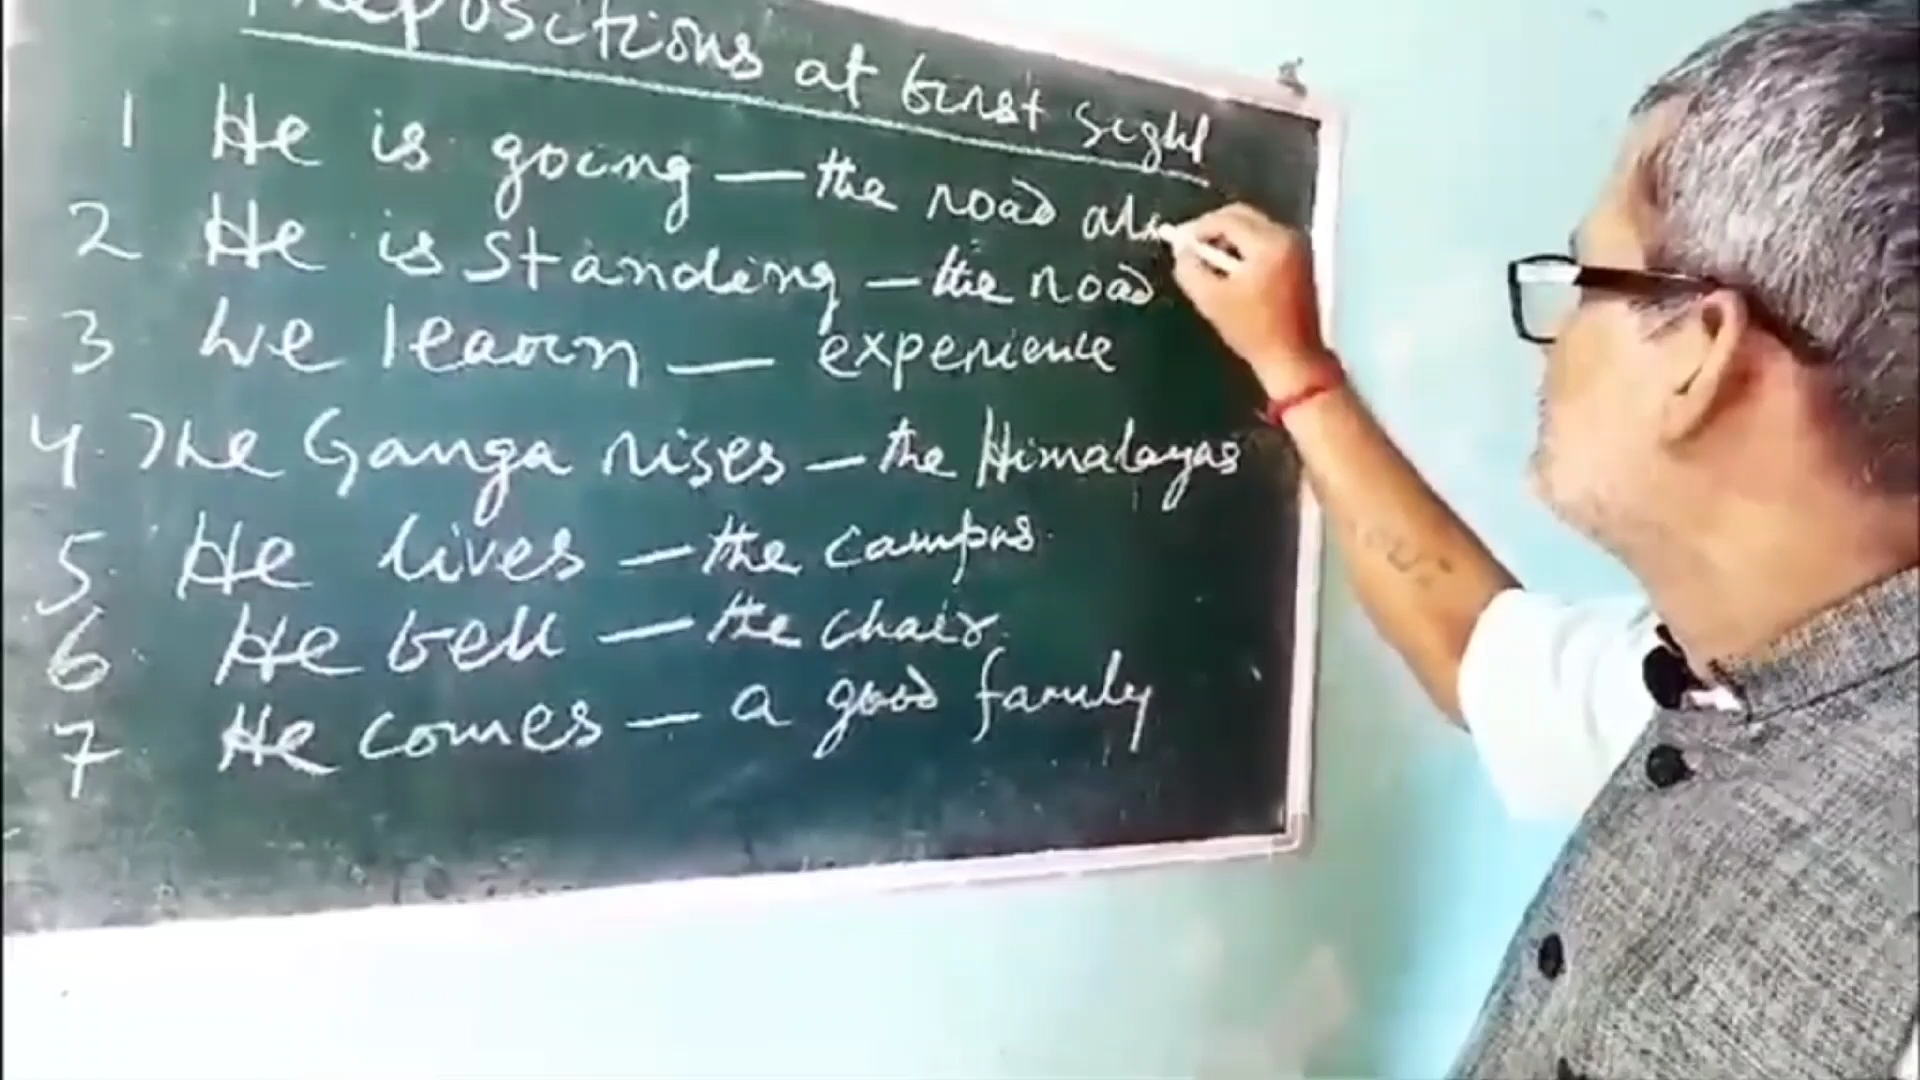 Prepositions at first sight
1 He is going — the road al
2 He is standing — the road
3 We learn — experience
4. The Ganga rises — the Himalayas
5. He lives — the campus.
6. He fell — the chair.
7. He comes — a good family